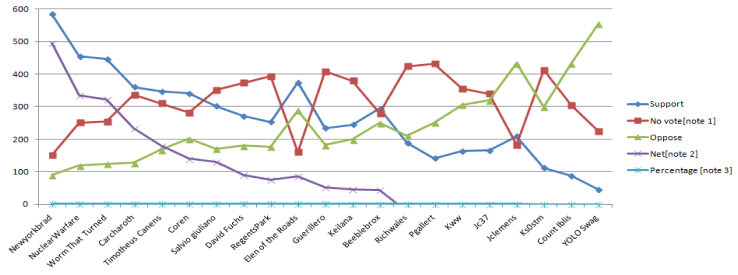 600
500
400
300
200
100
0
Newyorkbrad
NuclearWarfare
Worm That Turned
Carcharoth
Timotheus Canens
Coren
Salvio giuliano
David Fuchs
RegentsPark
Elen of the Roads
Guerillero
Keilana
Beeblebrox
Richwales
Pgallert
Kww
Jc37
Jclemens
Ks0stm
Count Iblis
YOLO Swag
Support
No vote[note 1]
Oppose
Net[note 2]
Percentage [note 3]